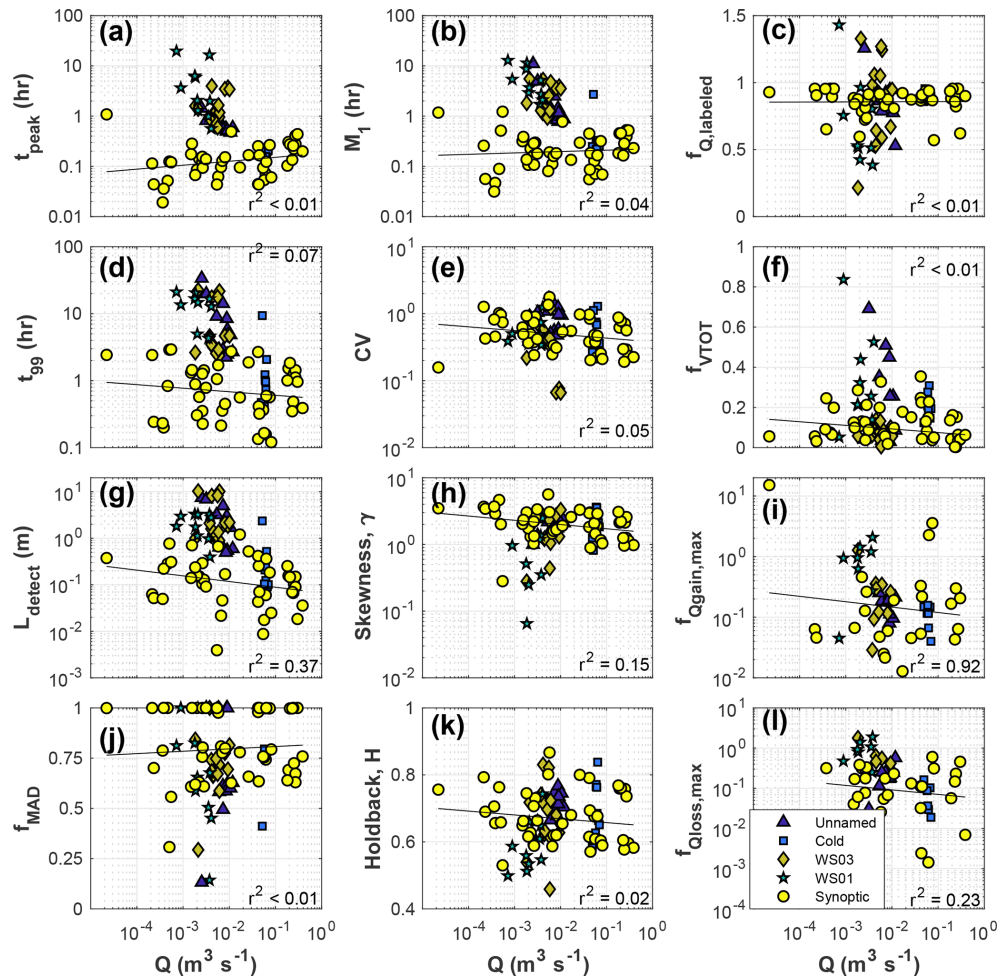 (a)
t_peak (hr)
100
10
1
0.1
0.01
r² < 0.01
(b)
M_1 (hr)
100
10
1
0.1
0.01
r² = 0.04
(c)
f_Q,labeled
1.5
1
0.5
0
r² < 0.01
(d)
t_99 (hr)
100
10
1
0.1
r² = 0.07
(e)
CV
10¹
10⁰
10⁻¹
10⁻²
r² = 0.05
(f)
f_VTOT
1
0.8
0.6
0.4
0.2
0
r² < 0.01
(g)
L_detect (m)
10¹
10⁰
10⁻¹
10⁻²
10⁻³
r² = 0.37
(h)
Skewness, γ
10¹
10⁰
10⁻¹
10⁻²
r² = 0.15
(i)
f_Qgain,max
10¹
10⁰
10⁻¹
10⁻²
r² = 0.92
(j)
f_MAD
1
0.75
0.5
0.25
0
r² < 0.01
10⁻⁴ 10⁻³ 10⁻² 10⁻¹ 10⁰
Q (m³ s⁻¹)
(k)
Holdback, H
1
0.8
0.6
0.4
r² = 0.02
10⁻⁴ 10⁻³ 10⁻² 10⁻¹ 10⁰
Q (m³ s⁻¹)
(l)
f_Qloss,max
10¹
10⁰
10⁻¹
10⁻²
10⁻³
10⁻⁴
Unnamed
Cold
WS03
WS01
Synoptic
r² = 0.23
10⁻⁴ 10⁻³ 10⁻² 10⁻¹ 10⁰
Q (m³ s⁻¹)